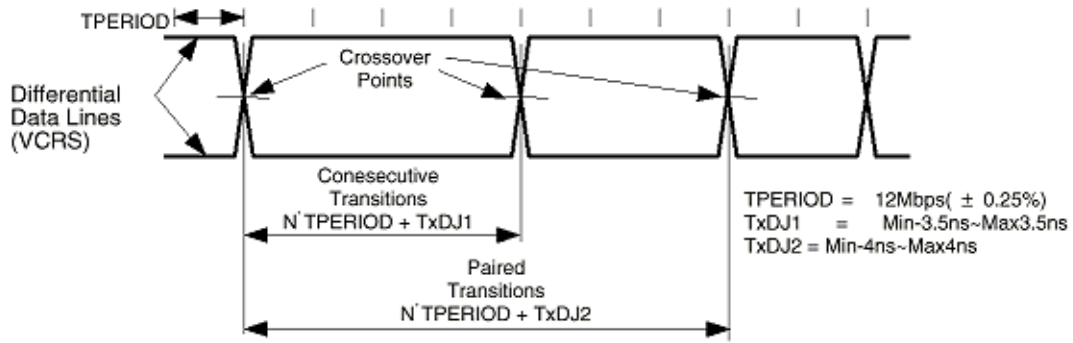 TPERIOD
Crossover
Points
Differential
Data Lines
(VCRS)
Conesecutive
Transitions
N*TPERIOD + TxDJ1
TPERIOD = 12Mbps( ± 0.25%)
TxDJ1 = Min-3.5ns~Max3.5ns
TxDJ2 = Min-4ns~Max4ns
Paired
Transitions
N*TPERIOD + TxDJ2